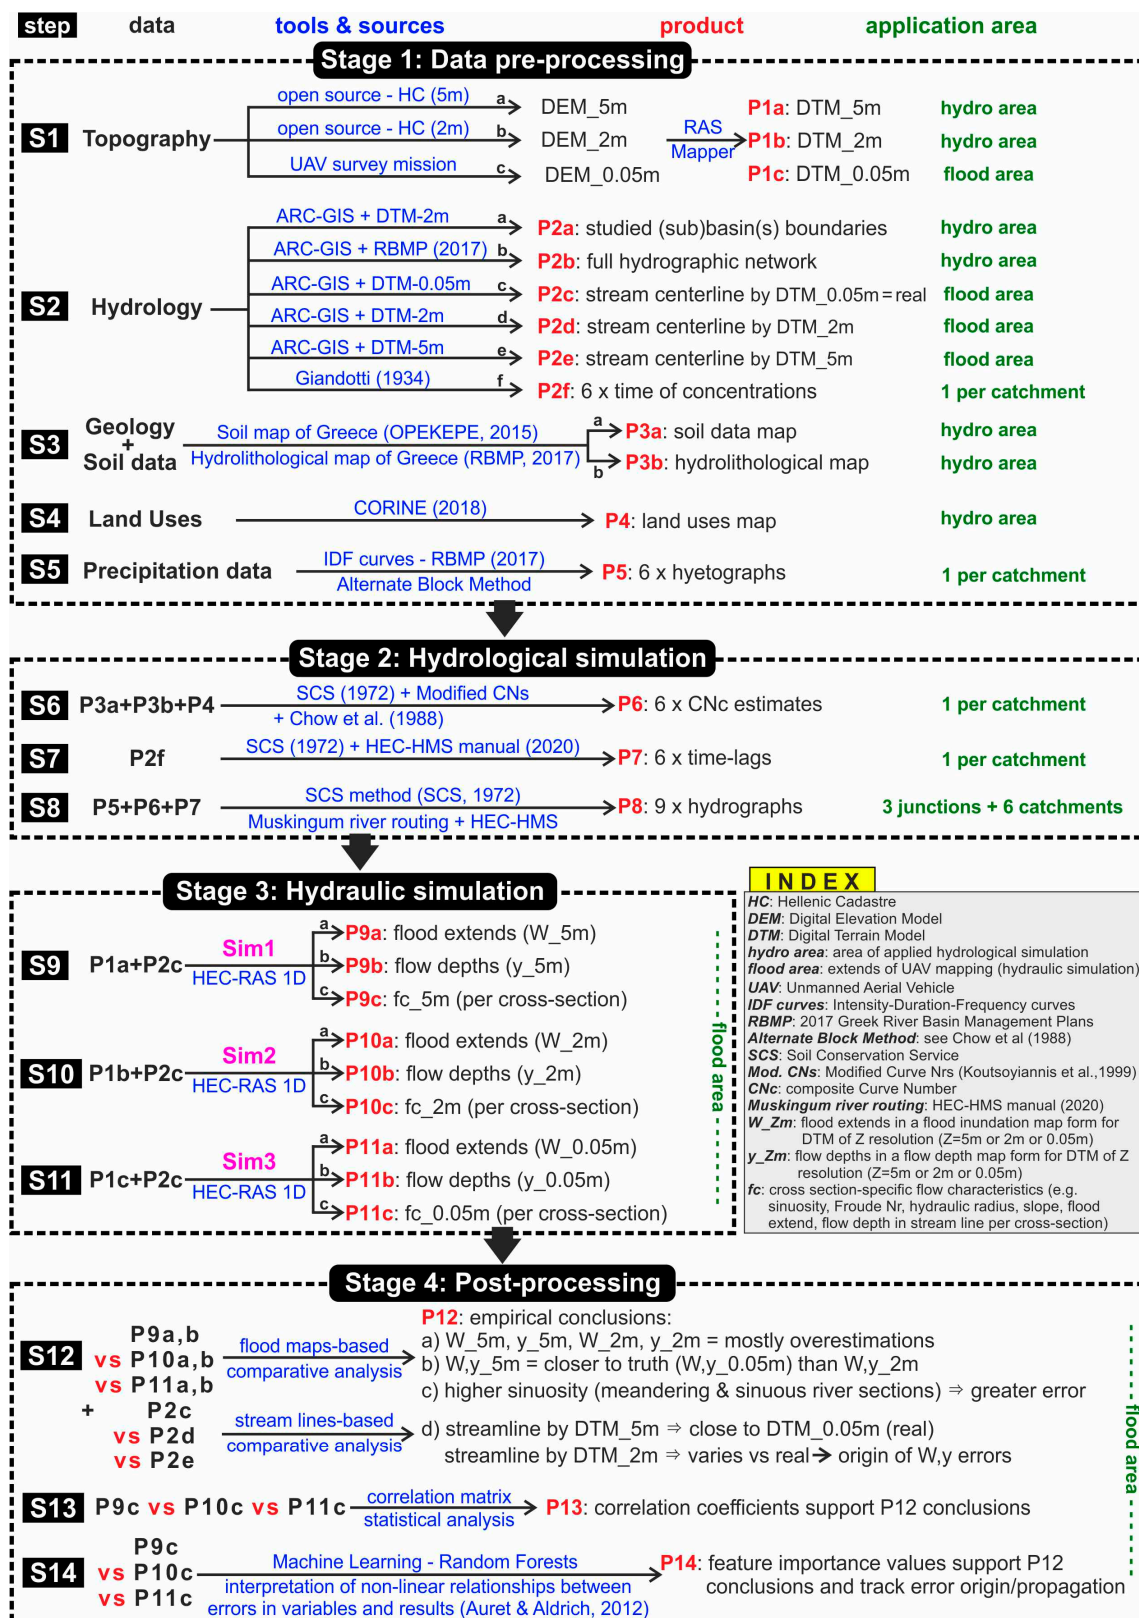 step data tools & sources product application area
Stage 1: Data pre-processing
S1 Topography
open source - HC (5m) a DEM_5m P1a: DTM_5m hydro area
open source - HC (2m) b DEM_2m RAS Mapper P1b: DTM_2m hydro area
UAV survey mission c DEM_0.05m P1c: DTM_0.05m flood area
S2 Hydrology
ARC-GIS + DTM-2m a P2a: studied (sub)basin(s) boundaries hydro area
ARC-GIS + RBMP (2017) b P2b: full hydrographic network hydro area
ARC-GIS + DTM-0.05m c P2c: stream centerline by DTM_0.05m=real flood area
ARC-GIS + DTM-2m d P2d: stream centerline by DTM_2m flood area
ARC-GIS + DTM-5m e P2e: stream centerline by DTM_5m flood area
Giandotti (1934) f P2f: 6 x time of concentrations 1 per catchment
S3 Geology + Soil data
Soil map of Greece (OPEKEPE, 2015) a P3a: soil data map hydro area
Hydrolithological map of Greece (RBMP, 2017) b P3b: hydrolithological map hydro area
S4 Land Uses CORINE (2018) P4: land uses map hydro area
S5 Precipitation data IDF curves - RBMP (2017) P5: 6 x hyetographs 1 per catchment
Alternate Block Method
Stage 2: Hydrological simulation
S6 P3a+P3b+P4 SCS (1972) + Modified CNs P6: 6 x CNc estimates 1 per catchment
+ Chow et al. (1988)
S7 P2f SCS (1972) + HEC-HMS manual (2020) P7: 6 x time-lags 1 per catchment
S8 P5+P6+P7 SCS method (SCS, 1972) P8: 9 x hydrographs 3 junctions + 6 catchments
Muskingum river routing + HEC-HMS
Stage 3: Hydraulic simulation
S9 P1a+P2c Sim1 HEC-RAS 1D
a P9a: flood extends (W_5m)
b P9b: flow depths (y_5m)
c P9c: fc_5m (per cross-section)
S10 P1b+P2c Sim2 HEC-RAS 1D
a P10a: flood extends (W_2m)
b P10b: flow depths (y_2m)
c P10c: fc_2m (per cross-section)
S11 P1c+P2c Sim3 HEC-RAS 1D
a P11a: flood extends (W_0.05m)
b P11b: flow depths (y_0.05m)
c P11c: fc_0.05m (per cross-section)
flood area
INDEX
HC: Hellenic Cadastre
DEM: Digital Elevation Model
DTM: Digital Terrain Model
hydro area: area of applied hydrological simulation
flood area: extends of UAV mapping (hydraulic simulation)
UAV: Unmanned Aerial Vehicle
IDF curves: Intensity-Duration-Frequency curves
RBMP: 2017 Greek River Basin Management Plans
Alternate Block Method: see Chow et al (1988)
SCS: Soil Conservation Service
Mod. CNs: Modified Curve Nrs (Koutsoyiannis et al.,1999)
CNc: composite Curve Number
Muskingum river routing: HEC-HMS manual (2020)
W_Zm: flood extends in a flood inundation map form for
DTM of Z resolution (Z=5m or 2m or 0.05m)
y_Zm: flow depths in a flow depth map form for DTM of Z
resolution (Z=5m or 2m or 0.05m)
fc: cross section-specific flow characteristics (e.g.
sinuosity, Froude Nr, hydraulic radius, slope, flood
extend, flow depth in stream line per cross-section)
Stage 4: Post-processing
S12
P9a,b
vs P10a,b
vs P11a,b
flood maps-based
comparative analysis
P12: empirical conclusions:
a) W_5m, y_5m, W_2m, y_2m = mostly overestimations
b) W,y_5m = closer to truth (W,y_0.05m) than W,y_2m
c) higher sinuosity (meandering & sinuous river sections) ⇒ greater error
+ P2c
vs P2d
vs P2e
stream lines-based
comparative analysis
d) streamline by DTM_5m ⇒ close to DTM_0.05m (real)
streamline by DTM_2m ⇒ varies vs real → origin of W,y errors
S13 P9c vs P10c vs P11c correlation matrix P13: correlation coefficients support P12 conclusions
statistical analysis
S14
P9c
vs P10c
vs P11c
Machine Learning - Random Forests
interpretation of non-linear relationships between
errors in variables and results (Auret & Aldrich, 2012)
P14: feature importance values support P12
conclusions and track error origin/propagation
flood area